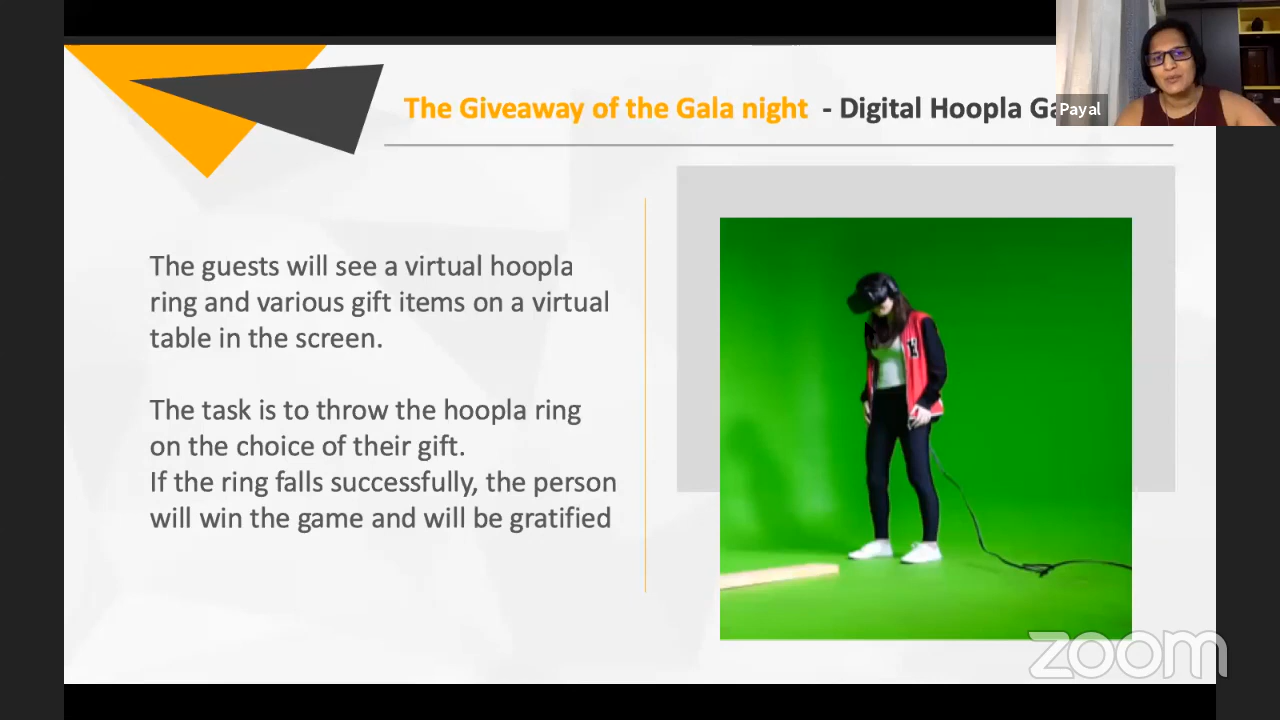 The Giveaway of the Gala night - Digital Hoopla
Payal
The guests will see a virtual hoopla
ring and various gift items on a virtual
table in the screen.
The task is to throw the hoopla ring
on the choice of their gift.
If the ring falls successfully, the person
will win the game and will be gratified
zoom